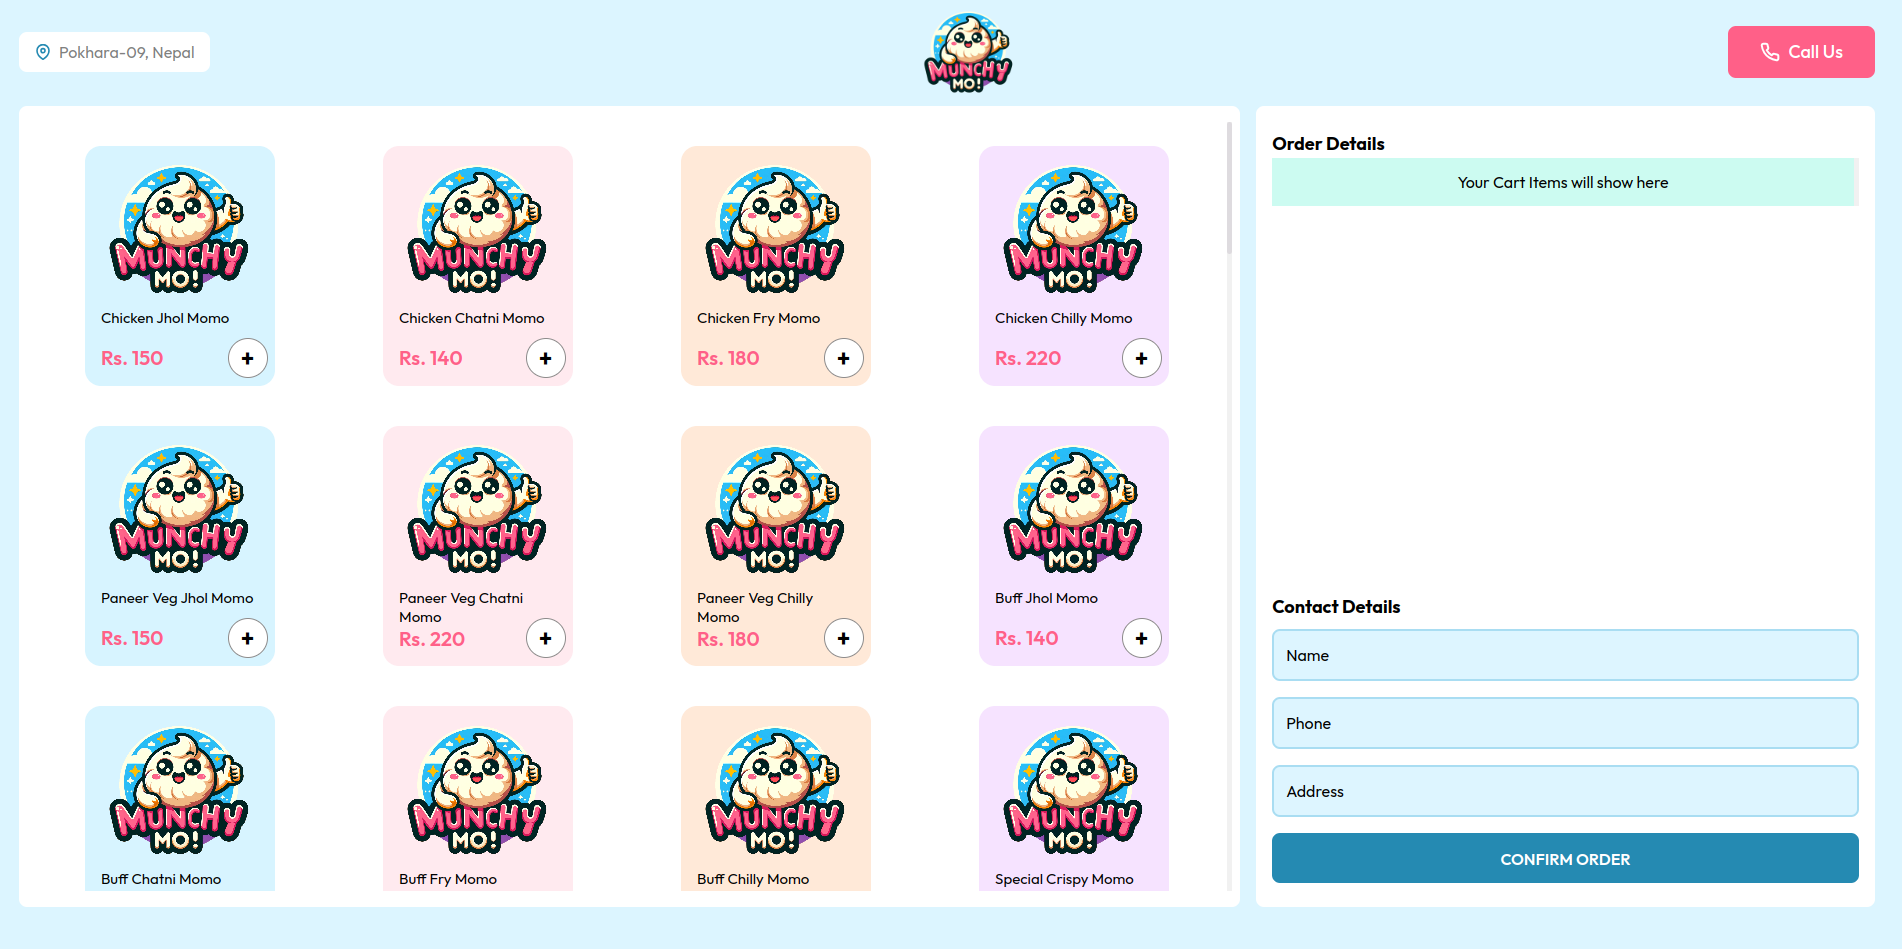 Pokhara-09, Nepal
MUNCHY
MO!
Call Us
MUNCHY
MO!
Chicken Jhol Momo
Rs. 150
+
MUNCHY
MO!
Chicken Chatni Momo
Rs. 140
+
MUNCHY
MO!
Chicken Fry Momo
Rs. 180
+
MUNCHY
MO!
Chicken Chilly Momo
Rs. 220
+
MUNCHY
MO!
Paneer Veg Jhol Momo
Rs. 150
+
MUNCHY
MO!
Paneer Veg Chatni
Momo
Rs. 220
+
MUNCHY
MO!
Paneer Veg Chilly
Momo
Rs. 180
+
MUNCHY
MO!
Buff Jhol Momo
Rs. 140
+
MUNCHY
MO!
Buff Chatni Momo
MUNCHY
MO!
Buff Fry Momo
MUNCHY
MO!
Buff Chilly Momo
MUNCHY
MO!
Special Crispy Momo
Order Details
Your Cart Items will show here
Contact Details
Name
Phone
Address
CONFIRM ORDER